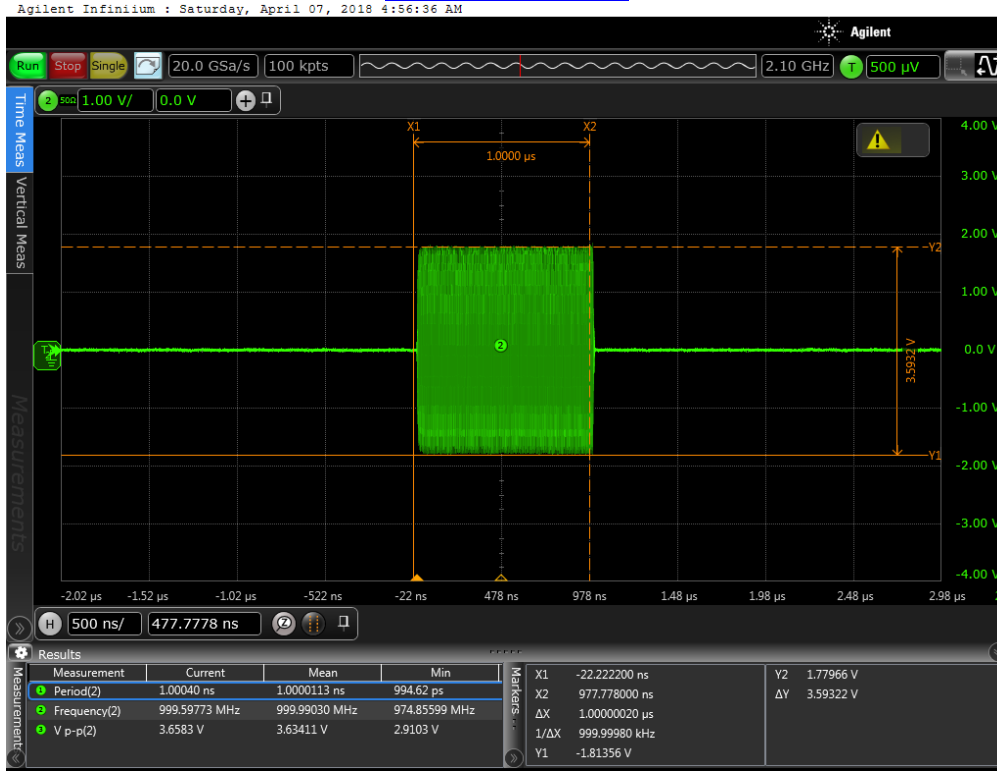 Agilent Infiniium : Saturday, April 07, 2018 4:56:36 AM
Agilent
Run Stop Single 20.0 GSa/s 100 kpts 2.10 GHz T 500 µV
2 50Ω 1.00 V/ 0.0 V
Time Meas
Vertical Meas
Measurements
X1 X2
1.0000 µs
4.00 V
3.00 V
2.00 V
Y2
1.00 V
T 2 0.0 V
3.5932 V
-1.00 V
Y1
-2.00 V
-3.00 V
-4.00 V
-2.02 µs -1.52 µs -1.02 µs -522 ns -22 ns 478 ns 978 ns 1.48 µs 1.98 µs 2.48 µs 2.98 µs
H 500 ns/ 477.7778 ns
Results
Measurements
Measurement Current Mean Min
1 Period(2) 1.00040 ns 1.0000113 ns 994.62 ps
2 Frequency(2) 999.59773 MHz 999.99030 MHz 974.85599 MHz
3 V p-p(2) 3.6583 V 3.63411 V 2.9103 V
Markers...
X1 -22.222200 ns
X2 977.778000 ns
ΔX 1.00000020 µs
1/ΔX 999.99980 kHz
Y1 -1.81356 V
Y2 1.77966 V
ΔY 3.59322 V